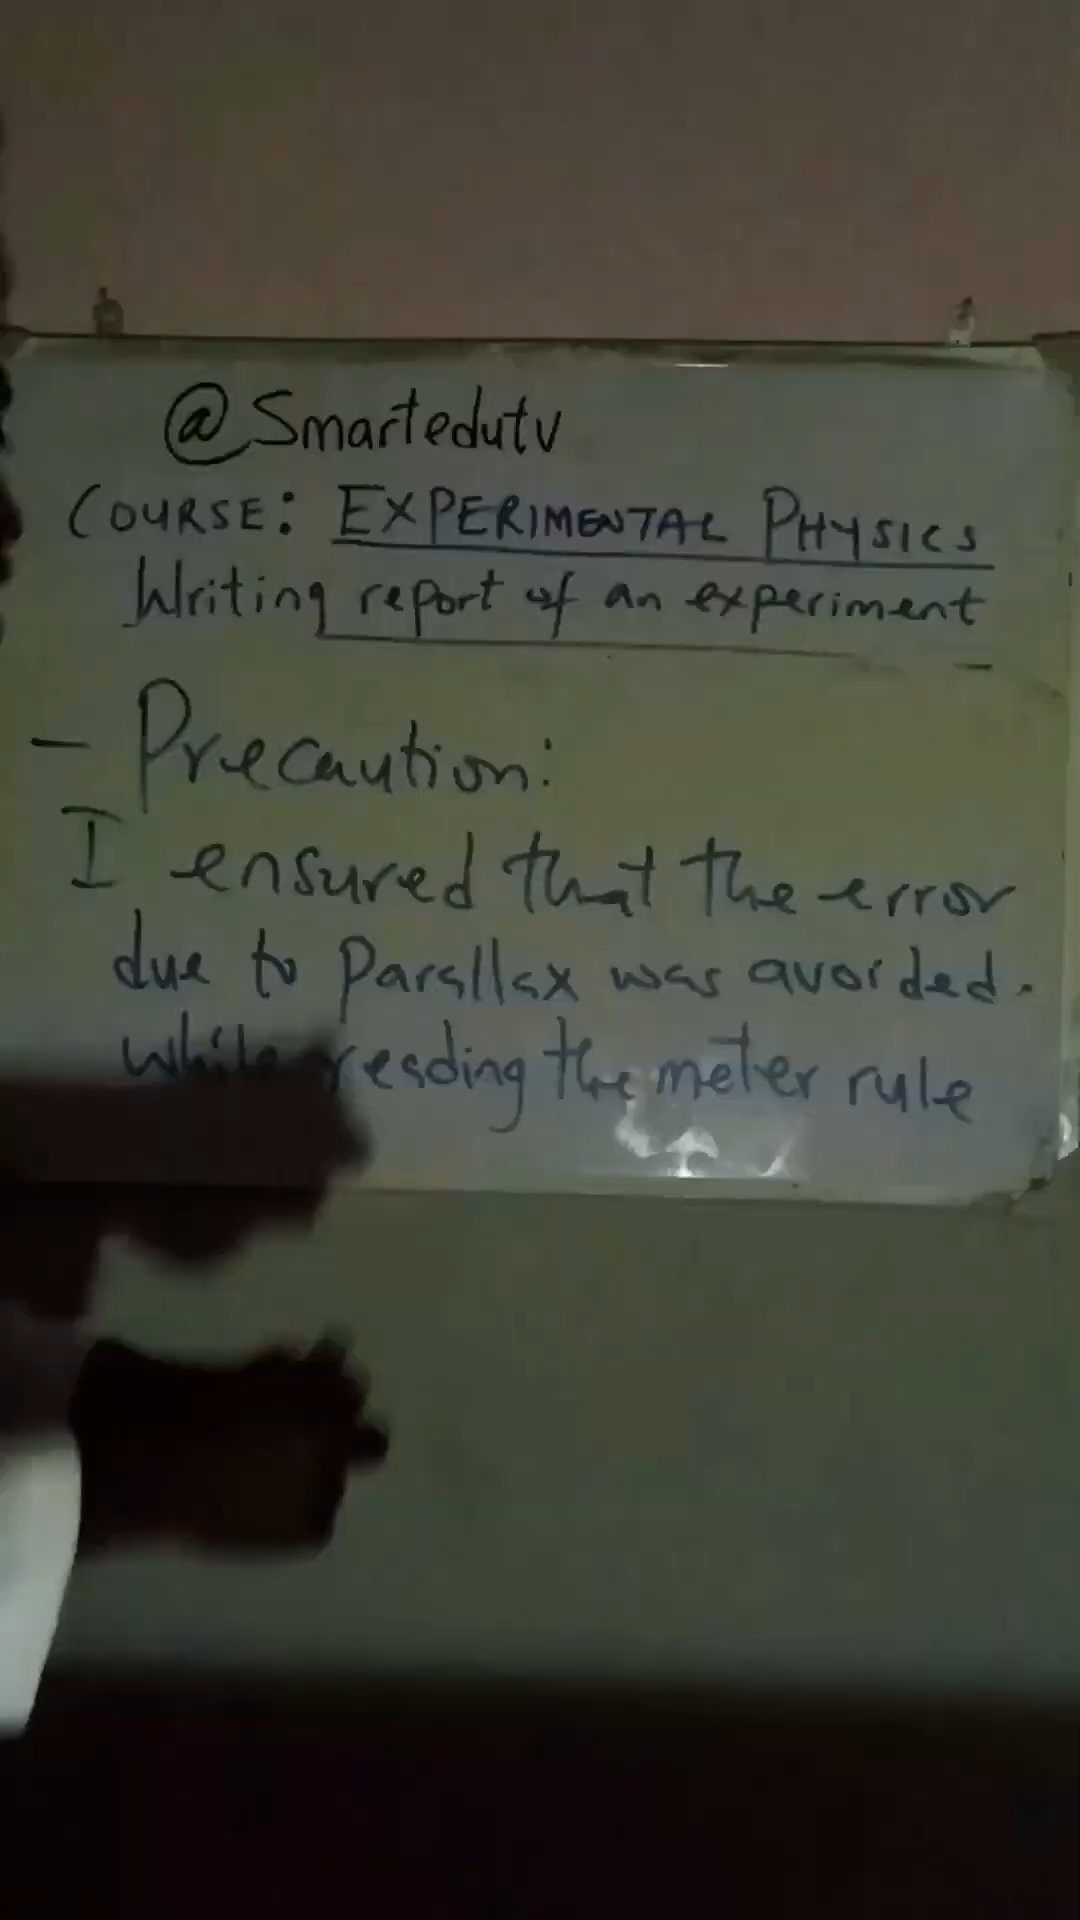 @Smartedutv
COURSE: EXPERIMENTAL PHYSICS
Writing report of an experiment
- Precaution:
I ensured that the error
due to parallax was avoided.
while reading the meter rule